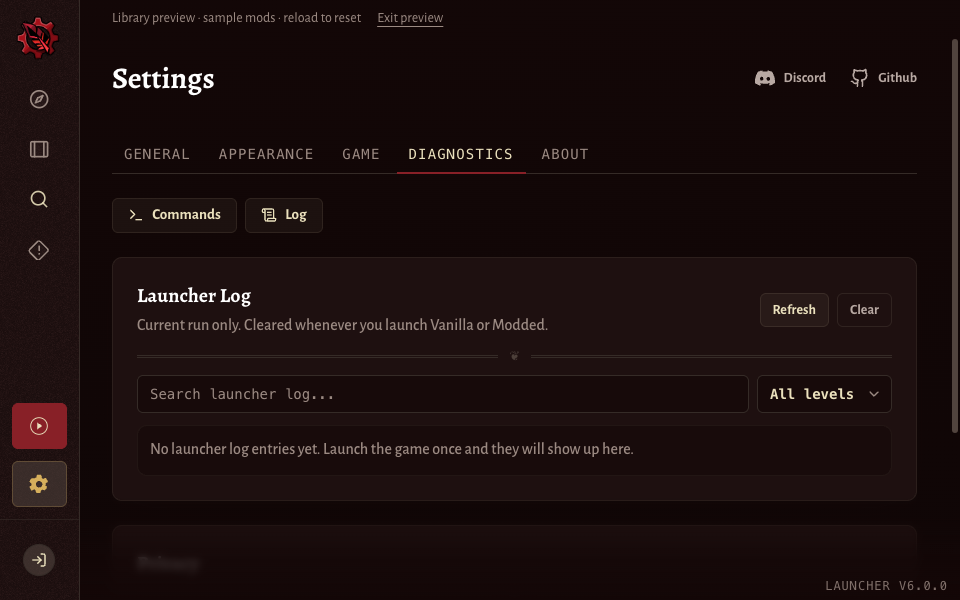 Library preview · sample mods · reload to reset Exit preview
Settings
Discord Github
GENERAL APPEARANCE GAME DIAGNOSTICS ABOUT
Commands Log
Launcher Log
Current run only. Cleared whenever you launch Vanilla or Modded.
Refresh Clear
Search launcher log... All levels
No launcher log entries yet. Launch the game once and they will show up here.
LAUNCHER V6.0.0